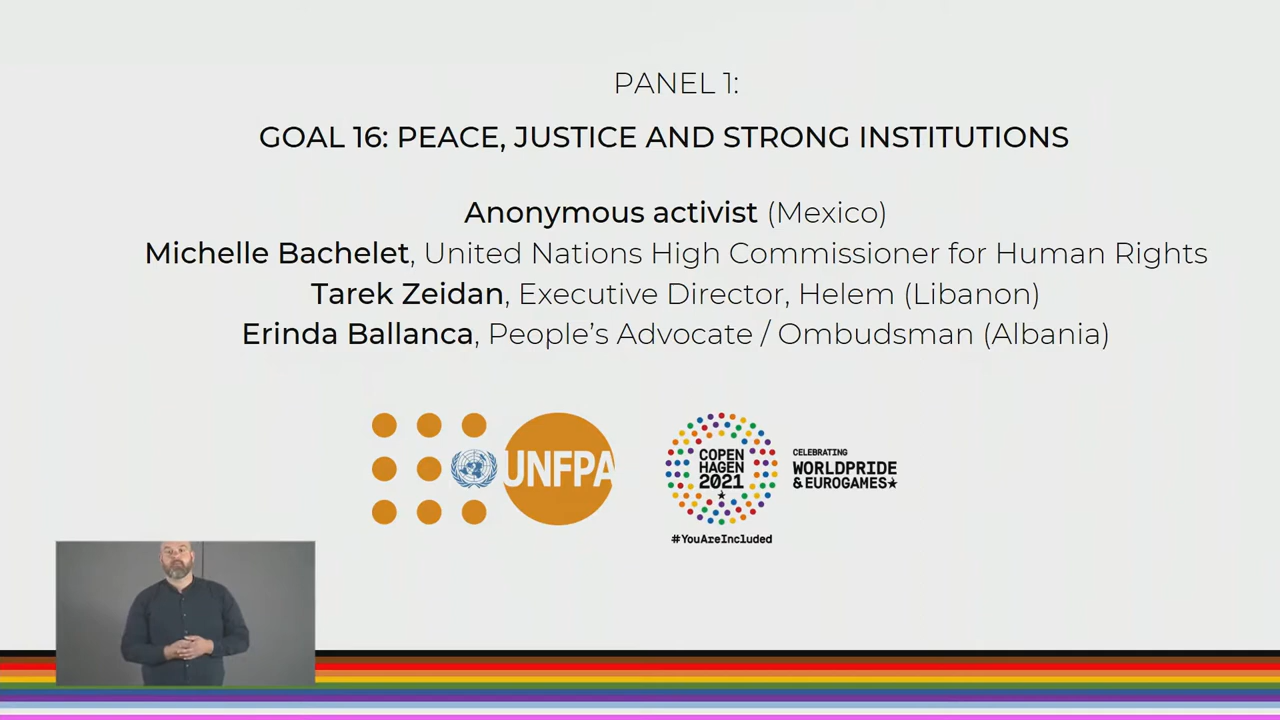 PANEL 1:
GOAL 16: PEACE, JUSTICE AND STRONG INSTITUTIONS
Anonymous activist (Mexico)
Michelle Bachelet, United Nations High Commissioner for Human Rights
Tarek Zeidan, Executive Director, Helem (Libanon)
Erinda Ballanca, People’s Advocate / Ombudsman (Albania)
UNFPA
COPEN
HAGEN
2021
CELEBRATING
WORLDPRIDE
& EUROGAMES★
#YouAreIncluded